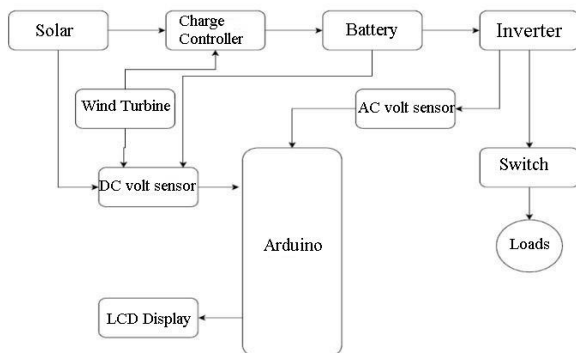 Solar
Charge
Controller
Battery
Inverter
Wind Turbine
AC volt sensor
DC volt sensor
Switch
Arduino
Loads
LCD Display